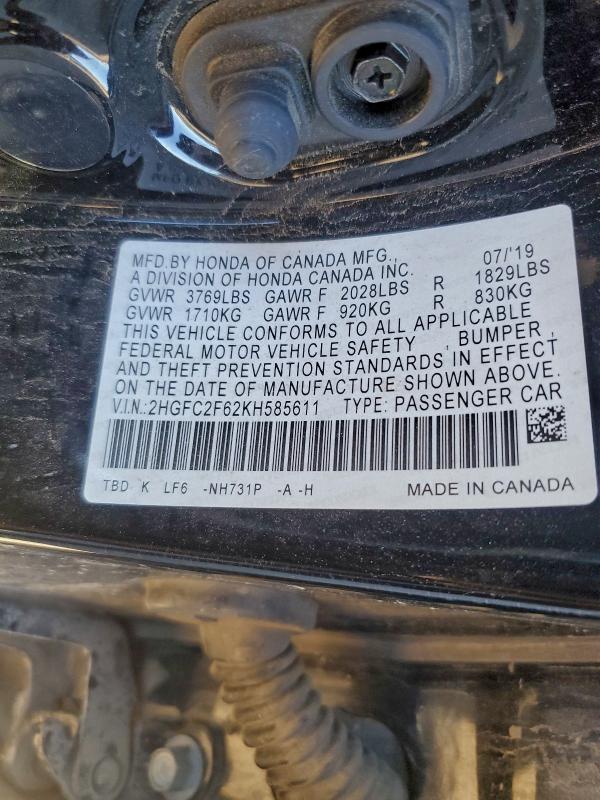 MFD.BY HONDA OF CANADA MFG., 07/'19
A DIVISION OF HONDA CANADA INC.
GVWR 3769LBS GAWR F 2028LBS R 1829LBS
GVWR 1710KG GAWR F 920KG R 830KG
THIS VEHICLE CONFORMS TO ALL APPLICABLE
FEDERAL MOTOR VEHICLE SAFETY , BUMPER ,
AND THEFT PREVENTION STANDARDS IN EFFECT
ON THE DATE OF MANUFACTURE SHOWN ABOVE.
V.I.N.:2HGFC2F62KH585611 TYPE: PASSENGER CAR
TBD K LF6 -NH731P -A -H MADE IN CANADA